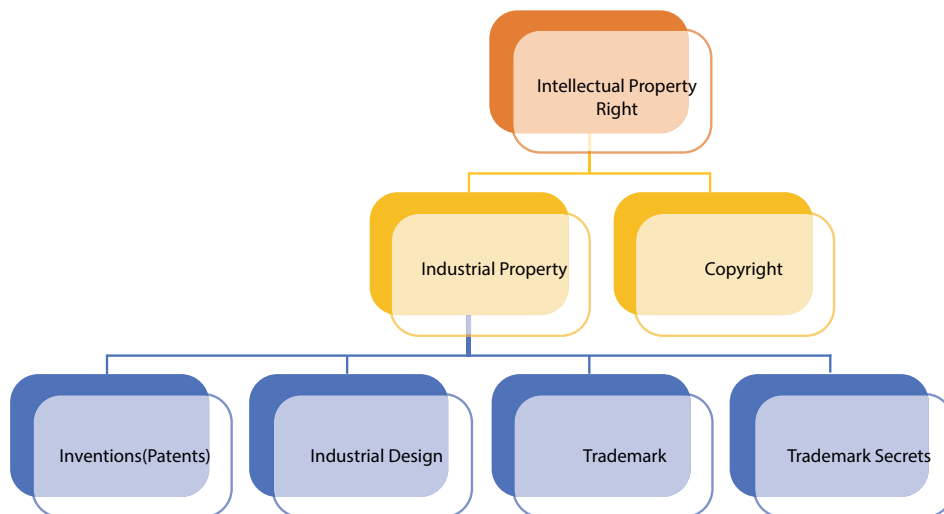 Intellectual Property
Right
Industrial Property
Copyright
Inventions(Patents)
Industrial Design
Trademark
Trademark Secrets